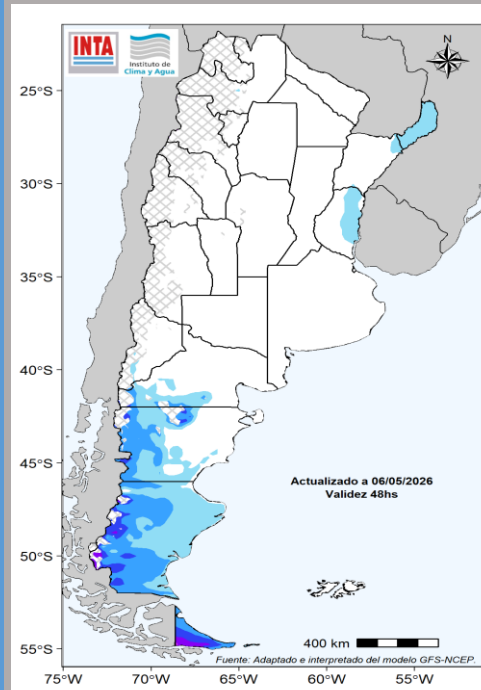 INTA
Instituto de
Clima y Agua
N
25°S
30°S
35°S
40°S
45°S
50°S
55°S
Actualizado a 06/05/2026
Validez 48hs
400 km
Fuente: Adaptado e interpretado del modelo GFS-NCEP.
75°W 70°W 65°W 60°W 55°W